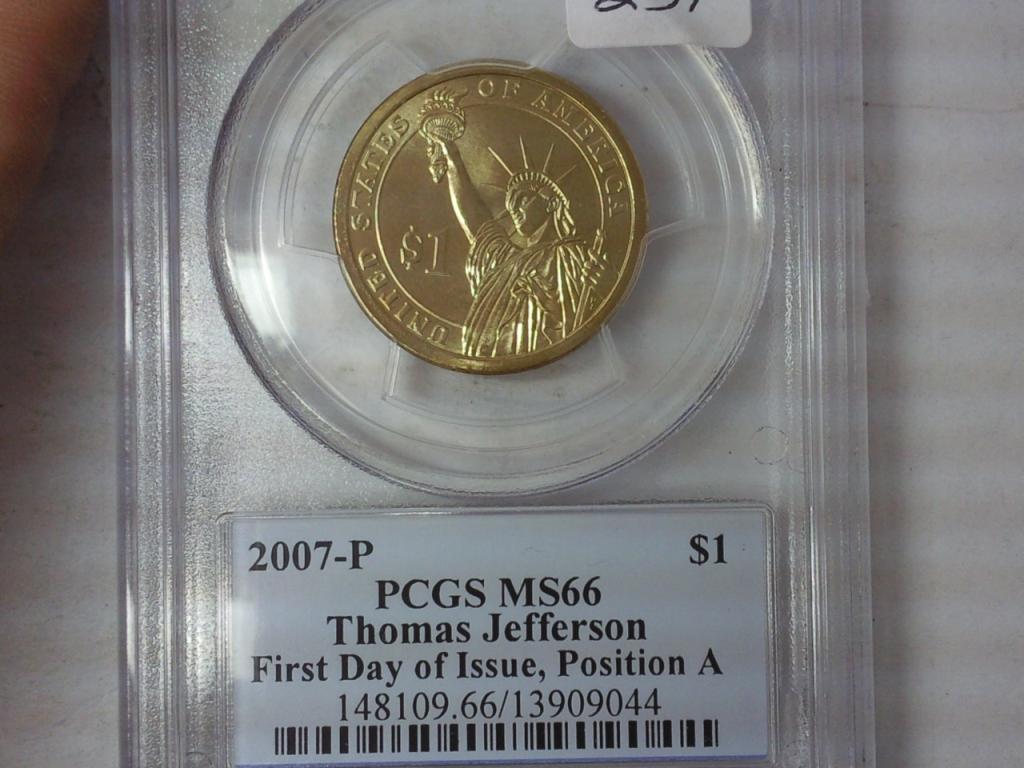 UNITED STATES OF AMERICA
$1
2007-P $1
PCGS MS66
Thomas Jefferson
First Day of Issue, Position A
148109.66/13909044